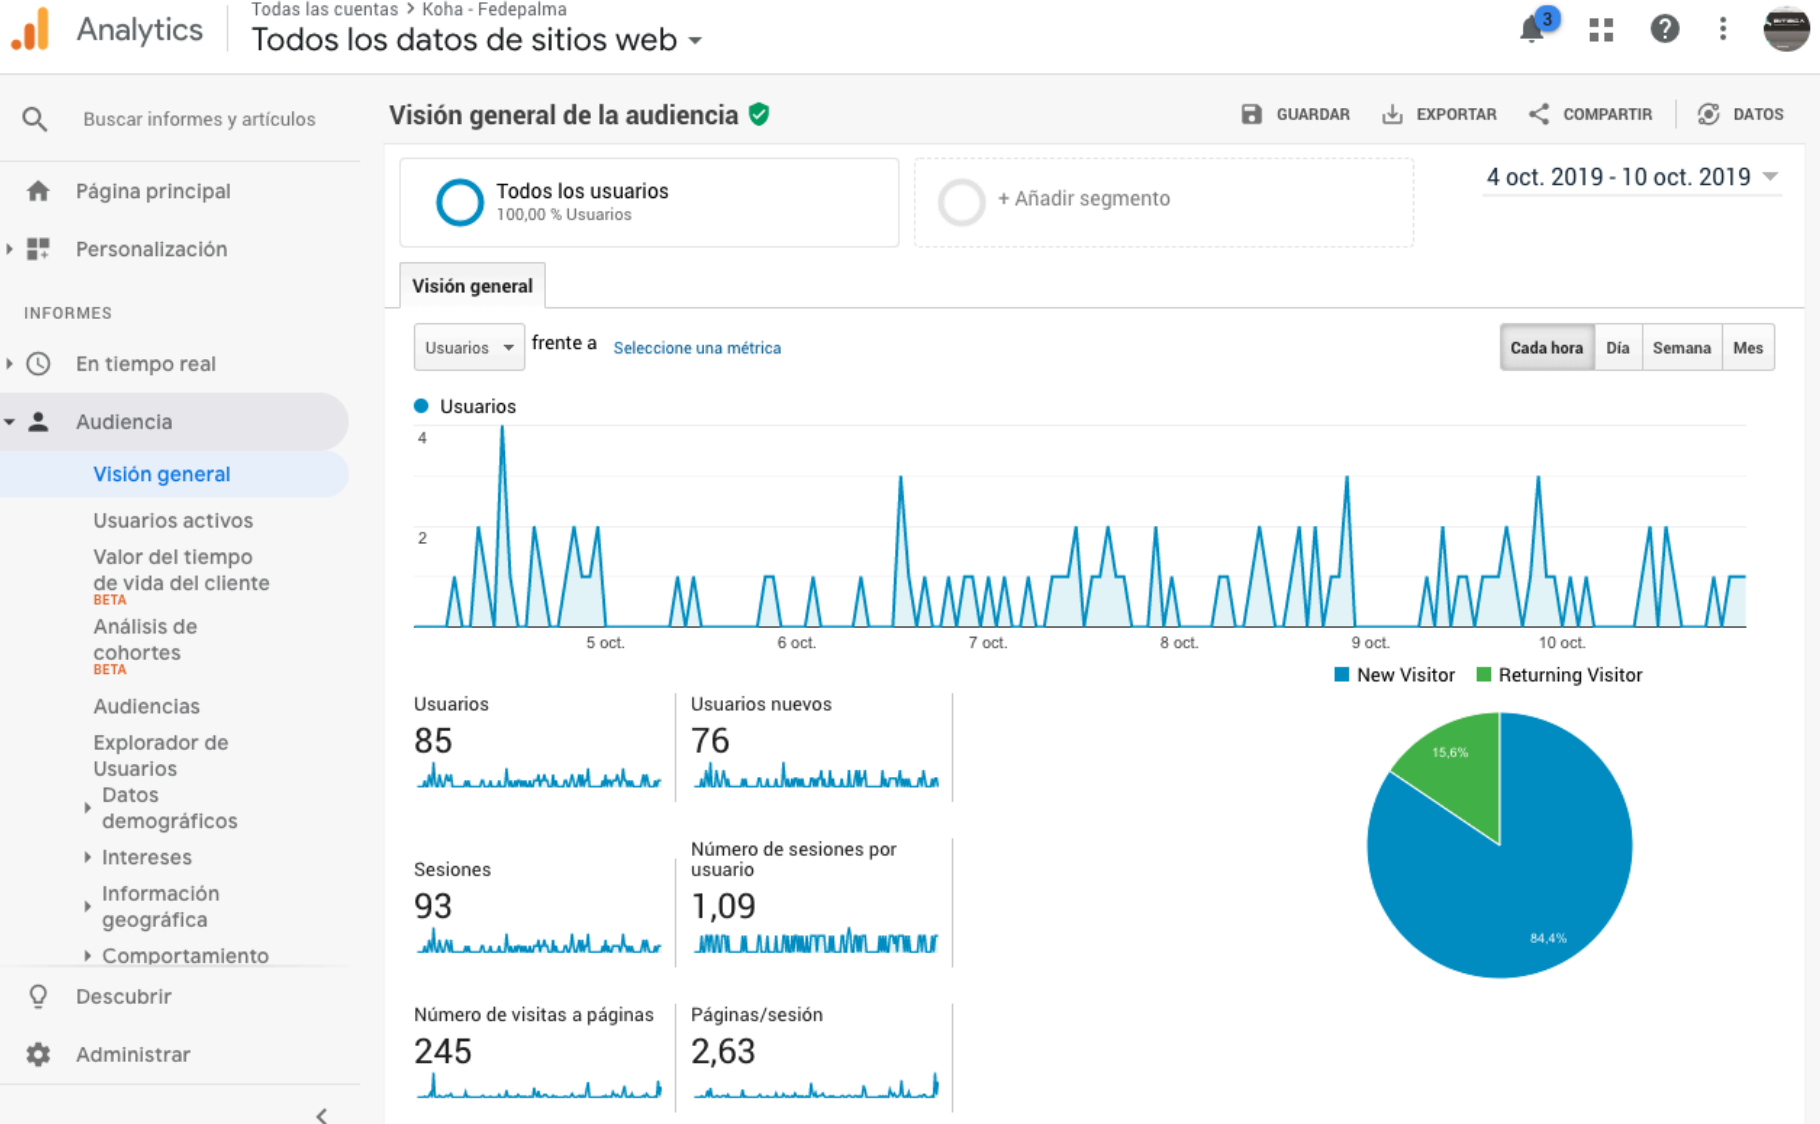 Analytics
Todas las cuentas > Koha - Fedepalma
Todos los datos de sitios web
3
Buscar informes y artículos
Página principal
Personalización
INFORMES
En tiempo real
Audiencia
Visión general
Usuarios activos
Valor del tiempo
de vida del cliente
BETA
Análisis de
cohortes
BETA
Audiencias
Explorador de
Usuarios
Datos
demográficos
Intereses
Información
geográfica
Comportamiento
Descubrir
Administrar
Visión general de la audiencia
GUARDAR
EXPORTAR
COMPARTIR
DATOS
Todos los usuarios
100,00 % Usuarios
+ Añadir segmento
4 oct. 2019 - 10 oct. 2019
Visión general
Usuarios
frente a
Seleccione una métrica
Cada hora
Día
Semana
Mes
Usuarios
4
2
5 oct.
6 oct.
7 oct.
8 oct.
9 oct.
10 oct.
New Visitor
Returning Visitor
15,6%
84,4%
Usuarios
85
Usuarios nuevos
76
Sesiones
93
Número de sesiones por
usuario
1,09
Número de visitas a páginas
245
Páginas/sesión
2,63